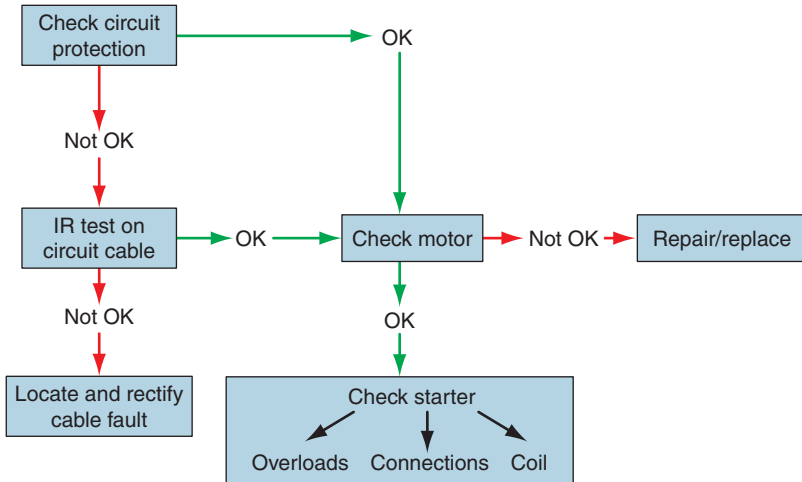 Check circuit
protection
OK
Not OK
IR test on
circuit cable
OK
Check motor
Not OK
Repair/replace
Not OK
OK
Locate and rectify
cable fault
Check starter
Overloads Connections Coil